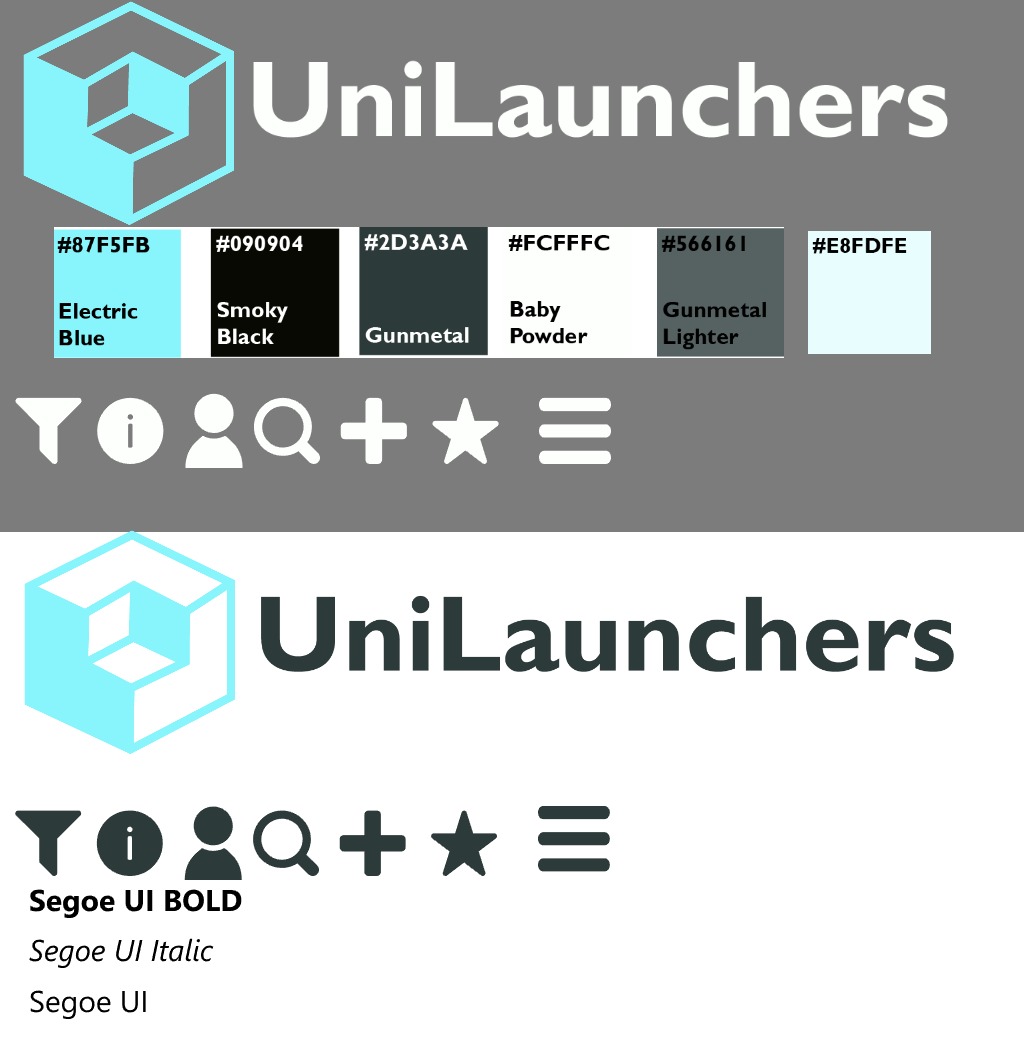 UniLaunchers
#87F5FB
Electric
Blue
#090904
Smoky
Black
#2D3A3A
Gunmetal
#FCFFFC
Baby
Powder
#566161
Gunmetal
Lighter
#E8FDFE
i
UniLaunchers
i
Segoe UI BOLD
Segoe UI Italic
Segoe UI